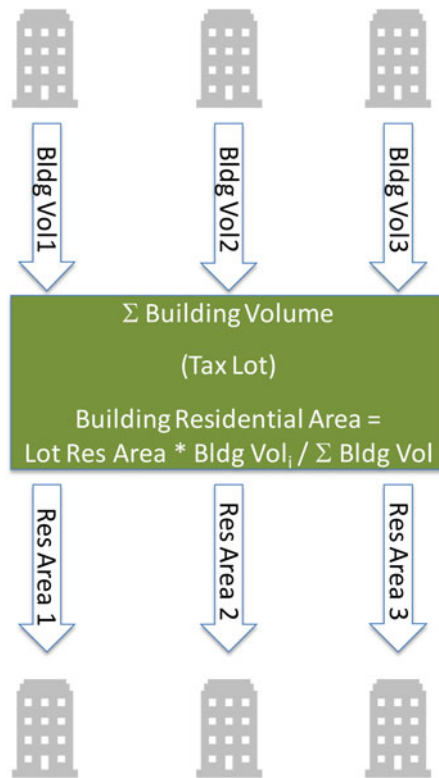 Bldg Vol1
Bldg Vol2
Bldg Vol3
Σ Building Volume
(Tax Lot)
Building Residential Area =
Lot Res Area * Bldg Volᵢ / Σ Bldg Vol
Res Area 1
Res Area 2
Res Area 3